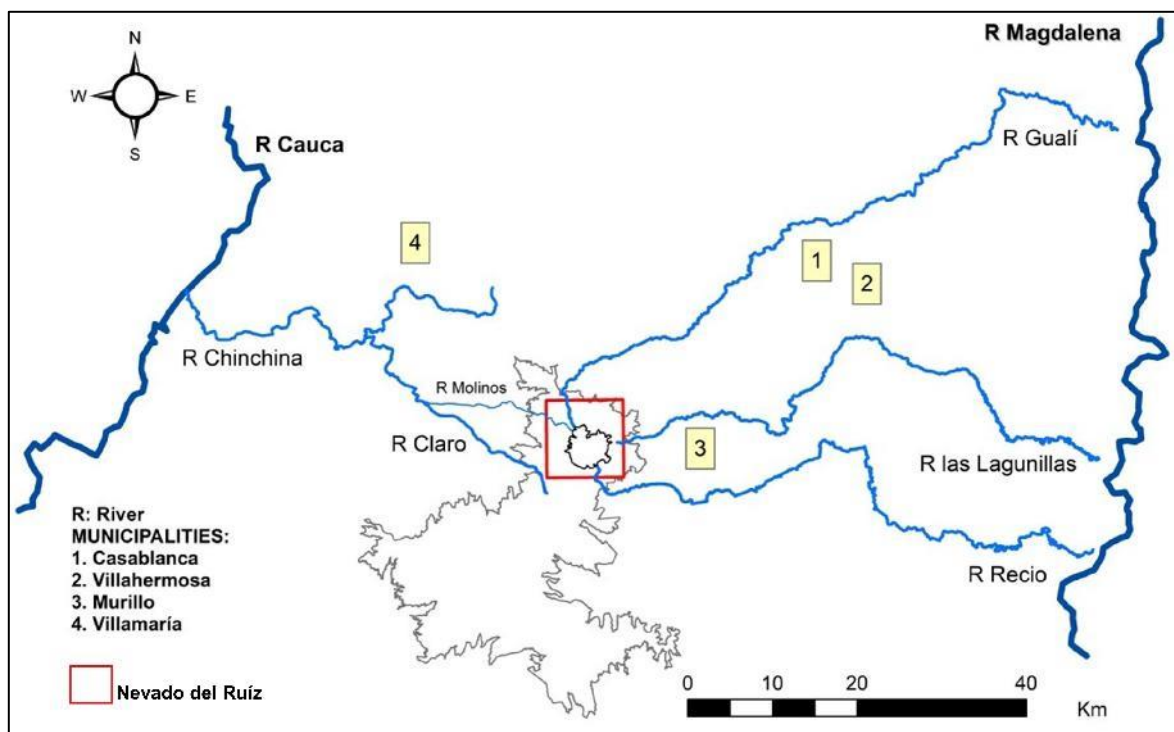 N
W E
S
R Magdalena
R Cauca
R Gualí
4
1
2
R Chinchina
R Molinos
R Claro
3
R las Lagunillas
R Recio
R: River
MUNICIPALITIES:
1. Casablanca
2. Villahermosa
3. Murillo
4. Villamaría
Nevado del Ruíz
0 10 20 40
Km